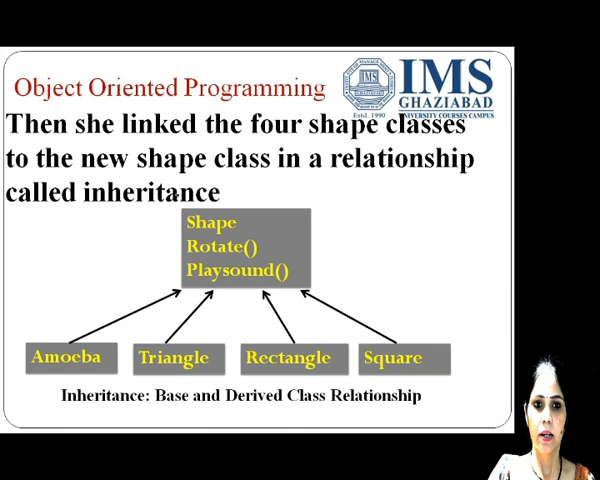 Object Oriented Programming
IMS
IMS
GHAZIABAD
Estd. 1990
UNIVERSITY COURSES CAMPUS
Then she linked the four shape classes
to the new shape class in a relationship
called inheritance
Shape
Rotate()
Playsound()
Amoeba
Triangle
Rectangle
Square
Inheritance: Base and Derived Class Relationship